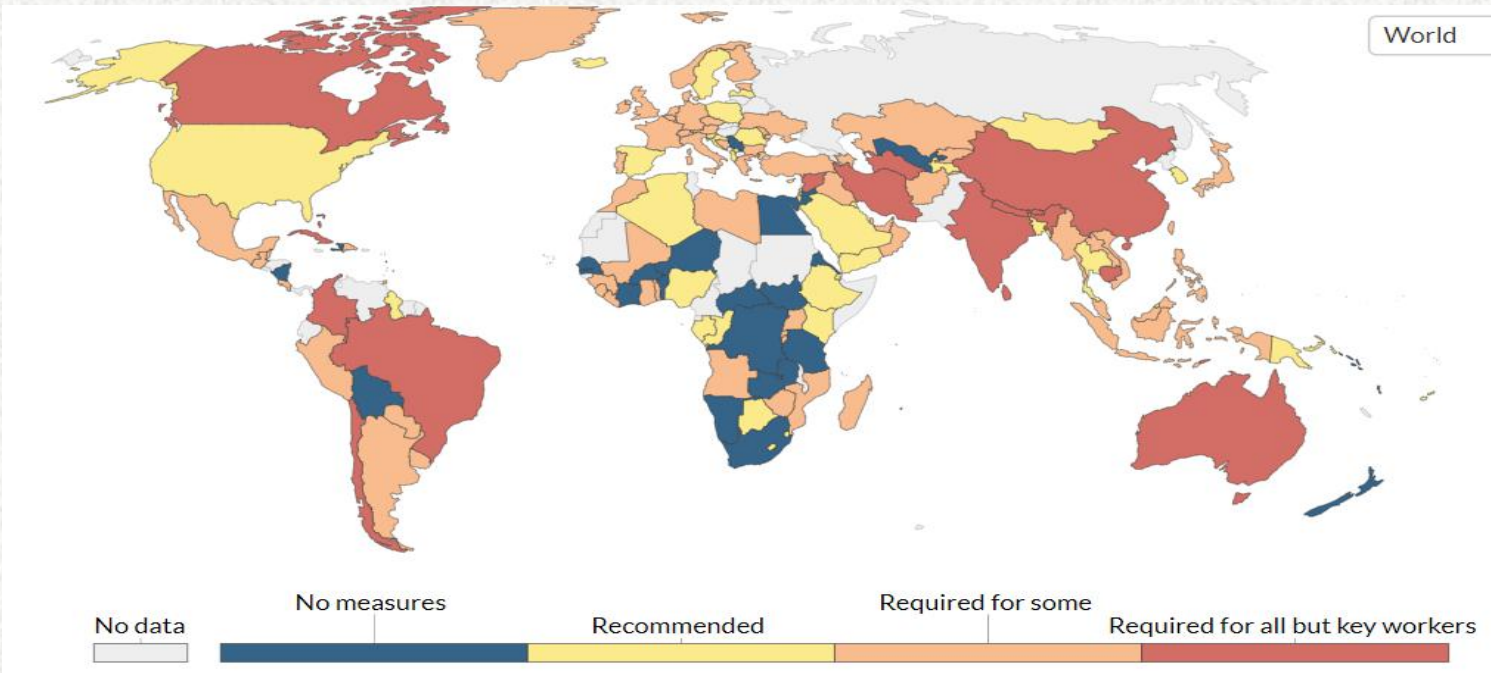 World
No measures
Required for some
No data
Recommended
Required for all but key workers